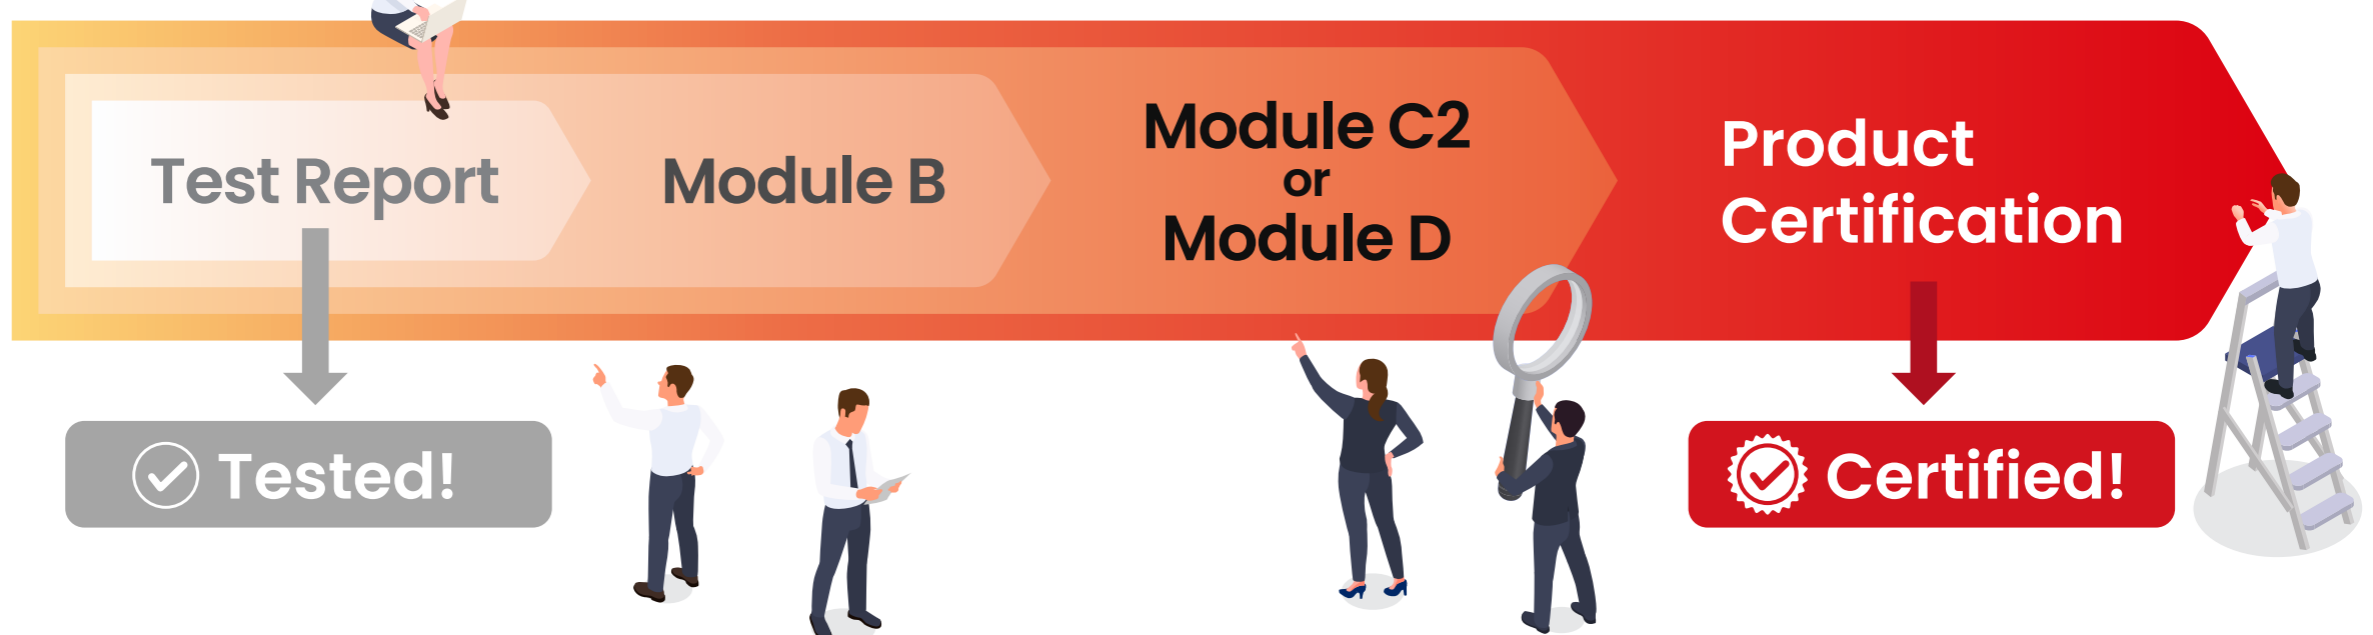 Test Report
Module B
Module C2
or
Module D
Product
Certification
Tested!
Certified!